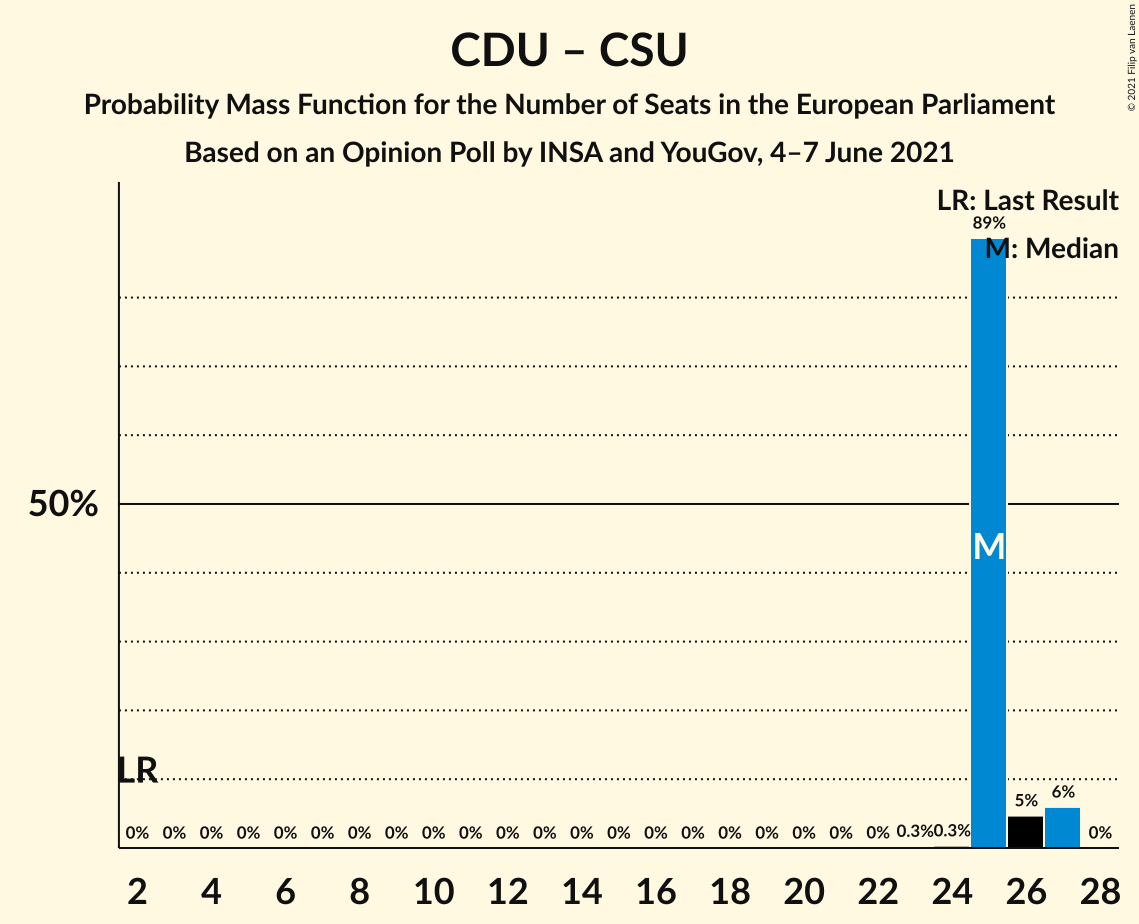 CDU – CSU
Probability Mass Function for the Number of Seats in the European Parliament
Based on an Opinion Poll by INSA and YouGov, 4–7 June 2021
© 2021 Filip van Laenen
LR: Last Result
89%
M: Median
50%
M
LR
5%
6%
0% 0% 0% 0% 0% 0% 0% 0% 0% 0% 0% 0% 0% 0% 0% 0% 0% 0% 0% 0% 0% 0.3% 0.3% 0%
2 4 6 8 10 12 14 16 18 20 22 24 26 28